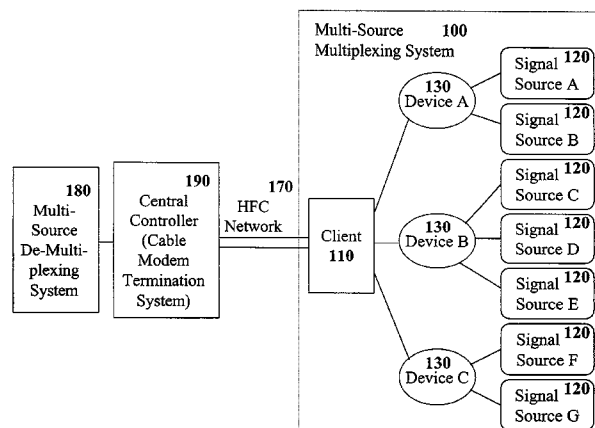 Multi-Source 100
Multiplexing System
180
Multi-
Source
De-Multi-
plexing
System
190
Central
Controller
(Cable
Modem
Termination
System)
170
HFC
Network
Client
110
130
Device A
130
Device B
130
Device C
Signal 120
Source A
Signal 120
Source B
Signal 120
Source C
Signal 120
Source D
Signal 120
Source E
Signal 120
Source F
Signal 120
Source G